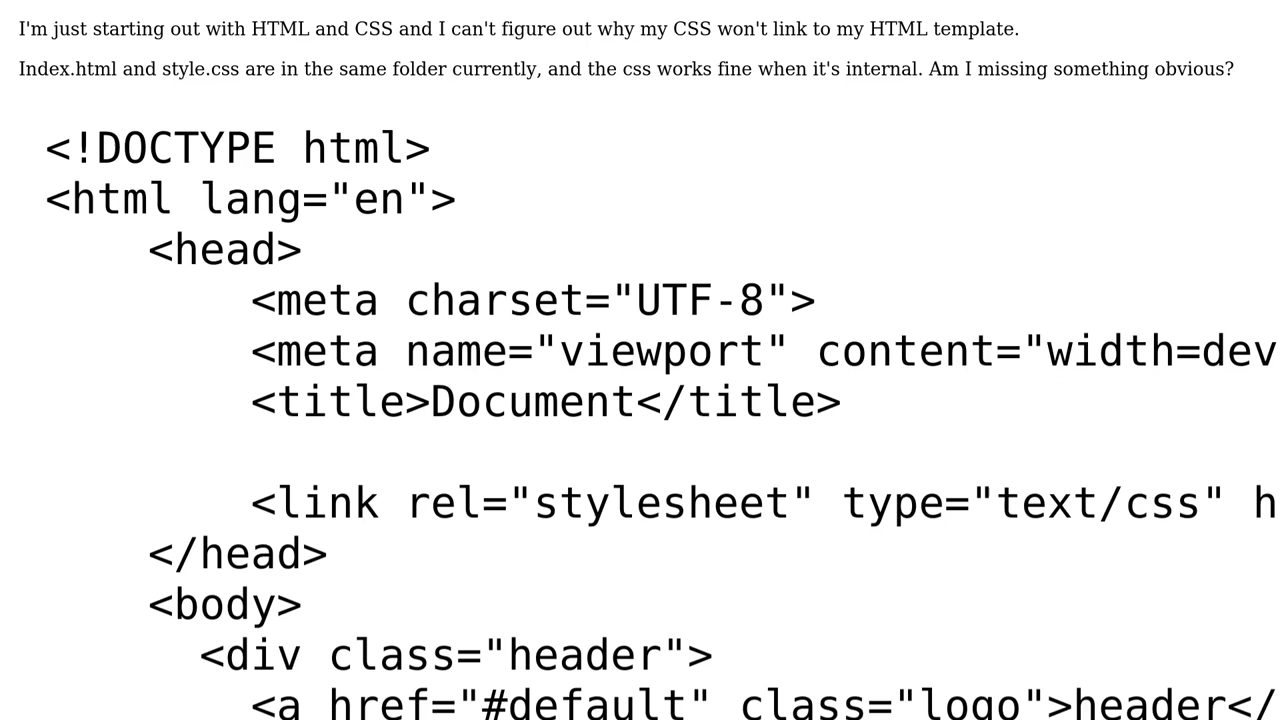 I'm just starting out with HTML and CSS and I can't figure out why my CSS won't link to my HTML template.
Index.html and style.css are in the same folder currently, and the css works fine when it's internal. Am I missing something obvious?
<!DOCTYPE html>
<html lang="en">
<head>
<meta charset="UTF-8">
<meta name="viewport" content="width=dev
<title>Document</title>
<link rel="stylesheet" type="text/css" h
</head>
<body>
<div class="header">
<a href="#default" class="logo">header</